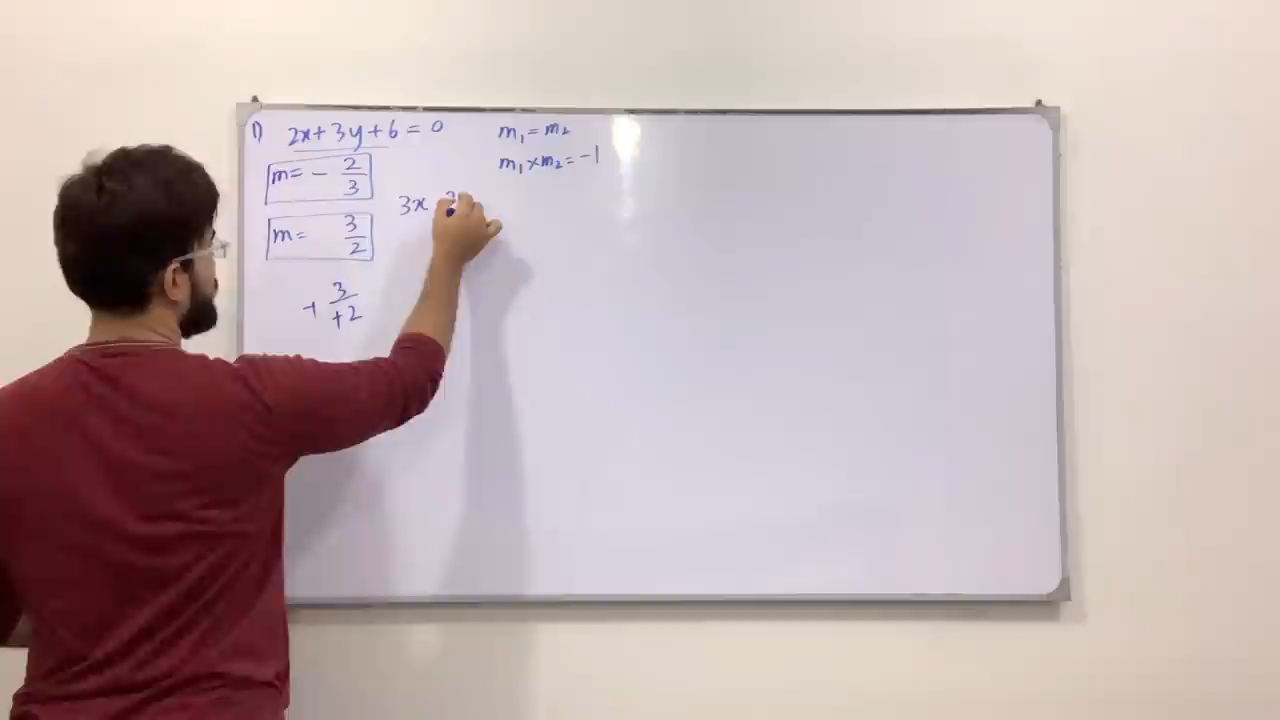 1) 2x+3y+6=0
m=-2/3
m=3/2
+3/+2
m₁=m₂
m₁×m₂=-1
3x